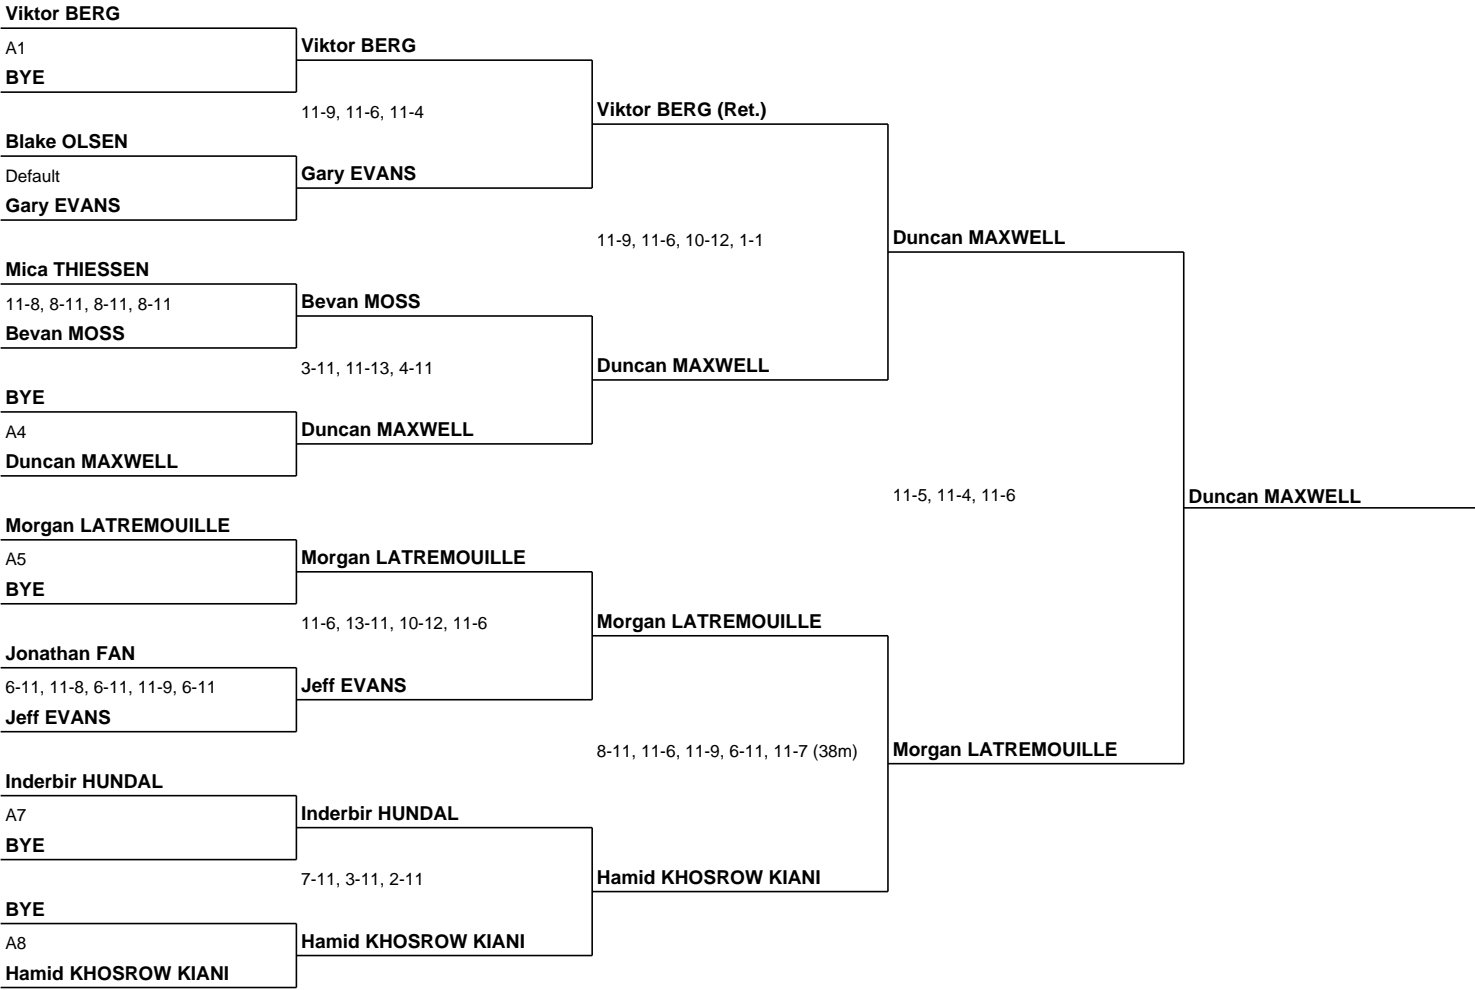 Viktor BERG
A1
BYE
Blake OLSEN
Default
Gary EVANS
Mica THIESSEN
11-8, 8-11, 8-11, 8-11
Bevan MOSS
BYE
A4
Duncan MAXWELL
Morgan LATREMOUILLE
A5
BYE
Jonathan FAN
6-11, 11-8, 6-11, 11-9, 6-11
Jeff EVANS
Inderbir HUNDAL
A7
BYE
BYE
A8
Hamid KHOSROW KIANI
Viktor BERG
11-9, 11-6, 11-4
Gary EVANS
Bevan MOSS
3-11, 11-13, 4-11
Duncan MAXWELL
Morgan LATREMOUILLE
11-6, 13-11, 10-12, 11-6
Jeff EVANS
Inderbir HUNDAL
7-11, 3-11, 2-11
Hamid KHOSROW KIANI
Viktor BERG (Ret.)
11-9, 11-6, 10-12, 1-1
Duncan MAXWELL
Morgan LATREMOUILLE
8-11, 11-6, 11-9, 6-11, 11-7 (38m)
Hamid KHOSROW KIANI
Duncan MAXWELL
11-5, 11-4, 11-6
Morgan LATREMOUILLE
Duncan MAXWELL